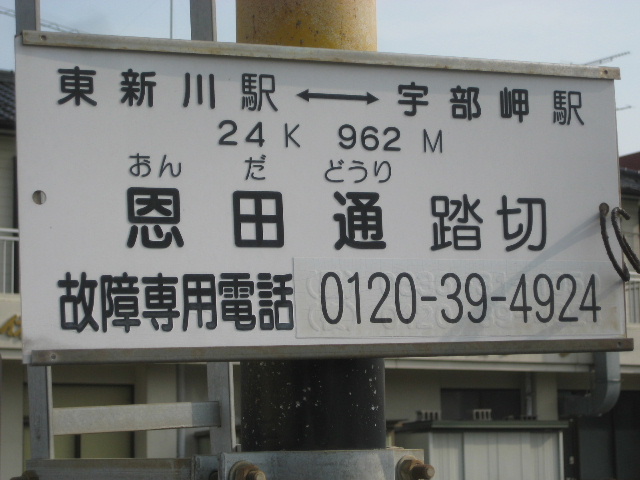 東新川駅 ←→ 宇部岬駅
24K 962M
おんだどうり
恩田通踏切
故障専用電話 0120-39-4924